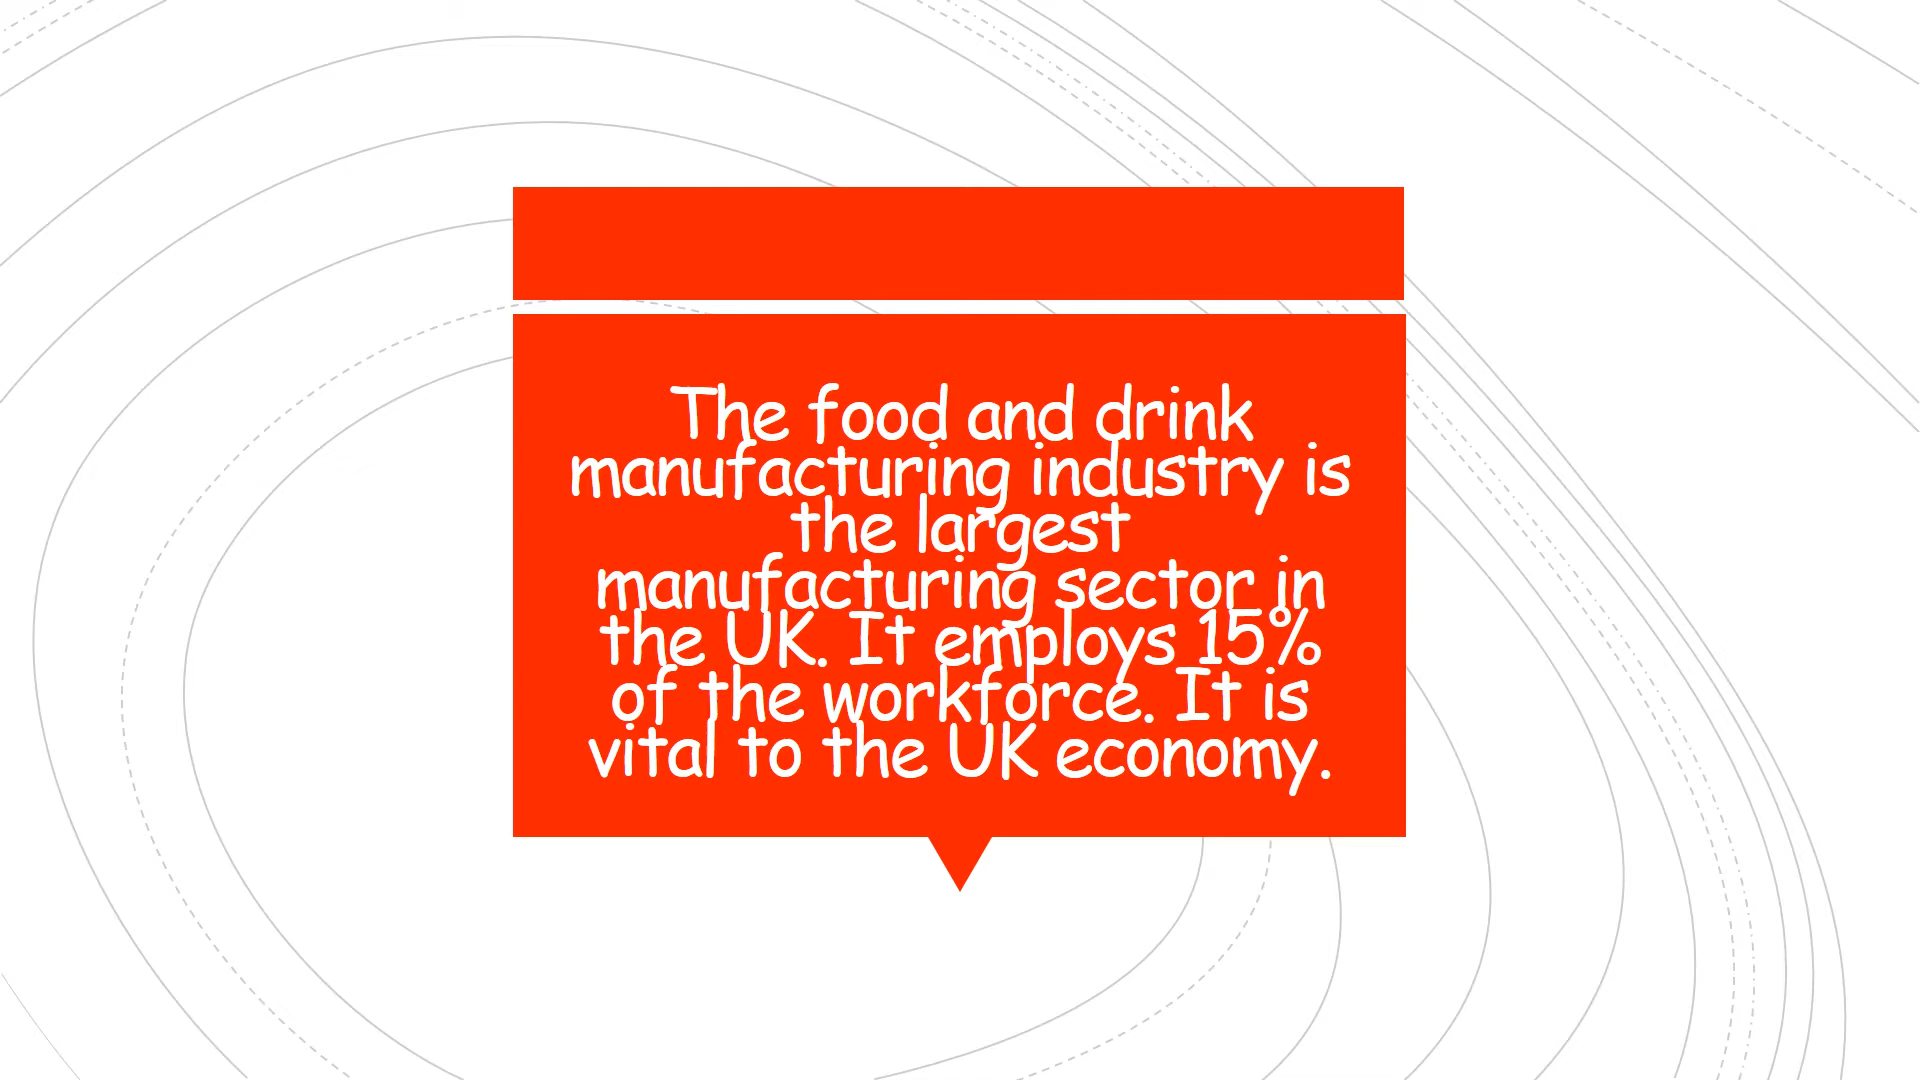 The food and drink
manufacturing industry is
the largest
manufacturing sector in
the UK. It employs 15%
of the workforce. It is
vital to the UK economy.